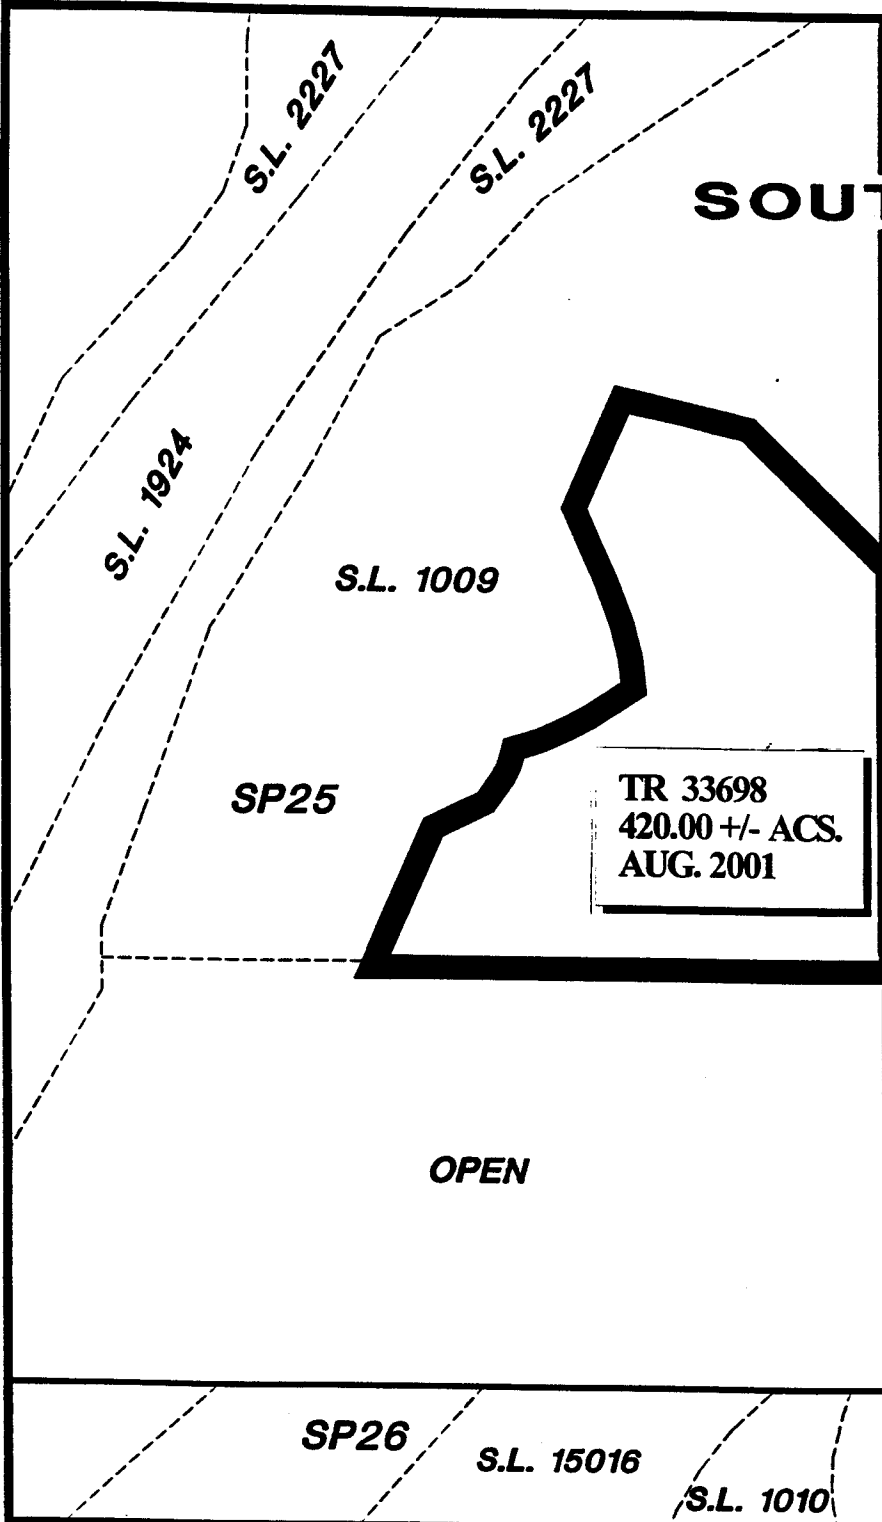 S.L. 2227
S.L. 2227
SOUT
S.L. 1924
S.L. 1009
SP25
TR 33698
420.00 +/- ACS.
AUG. 2001
OPEN
SP26
S.L. 15016
S.L. 1010